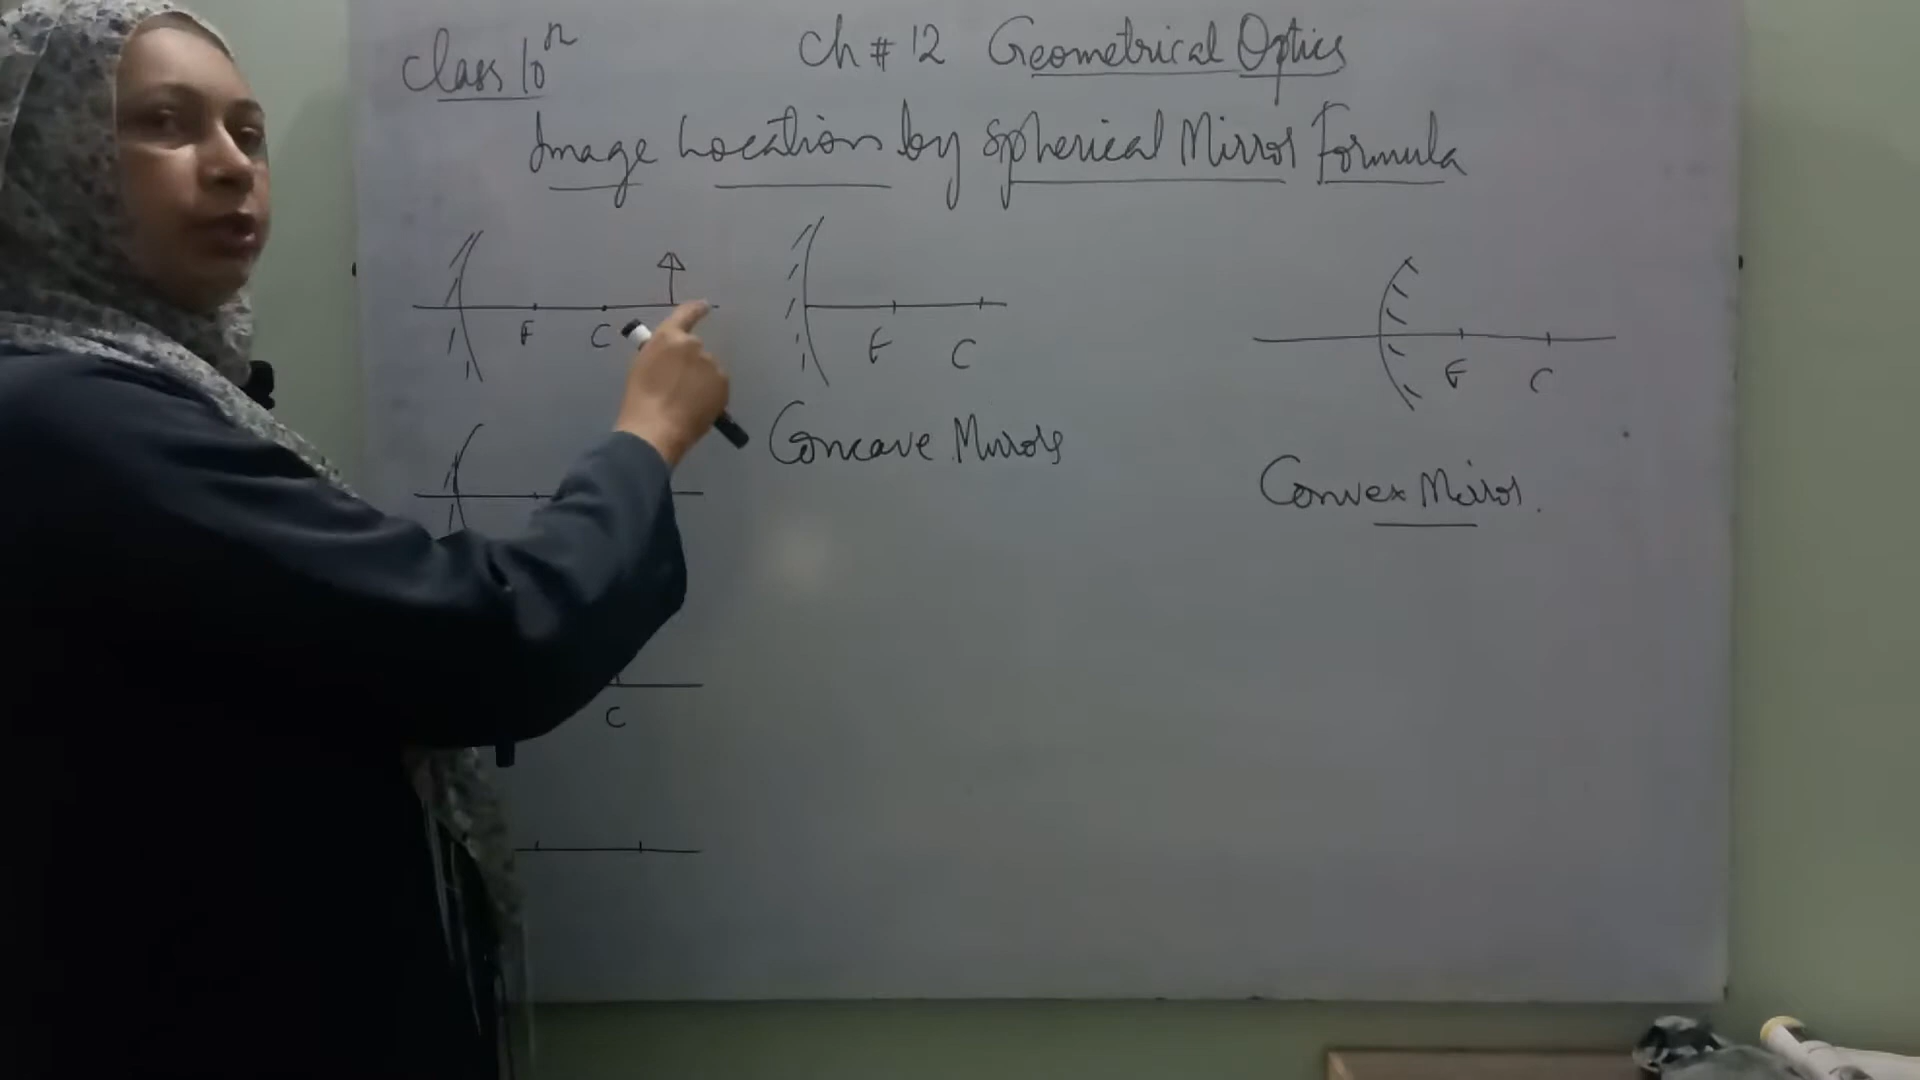 Class 10th
Ch # 12 Geometrical Optics
Image Location by Spherical Mirror Formula
F C
F C
F C
Concave Mirrors
Convex Mirror.
C